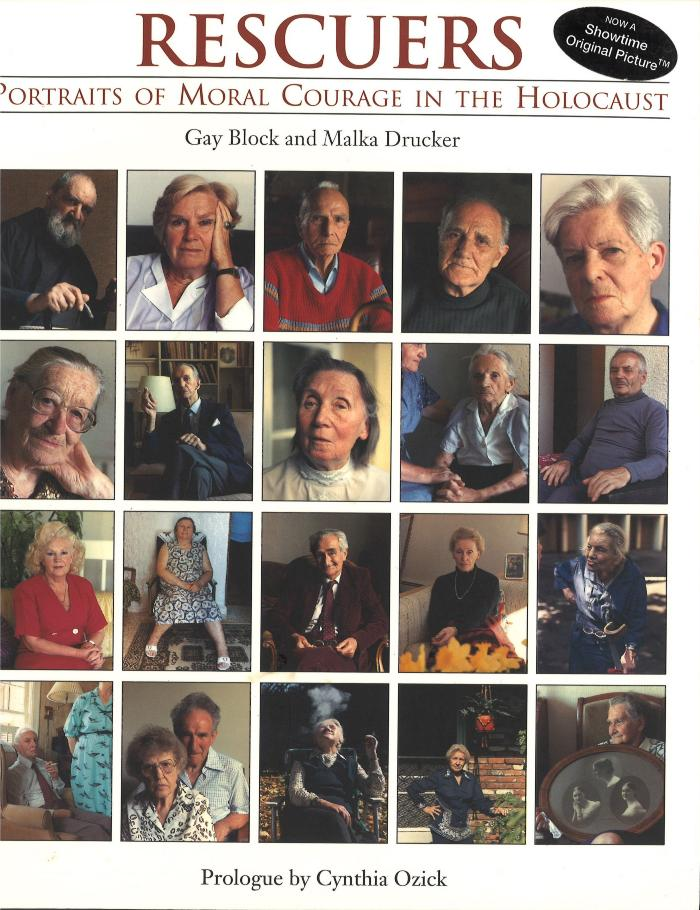 RESCUERS
NOW A
Showtime
Original Picture™
PORTRAITS OF MORAL COURAGE IN THE HOLOCAUST
Gay Block and Malka Drucker
Prologue by Cynthia Ozick